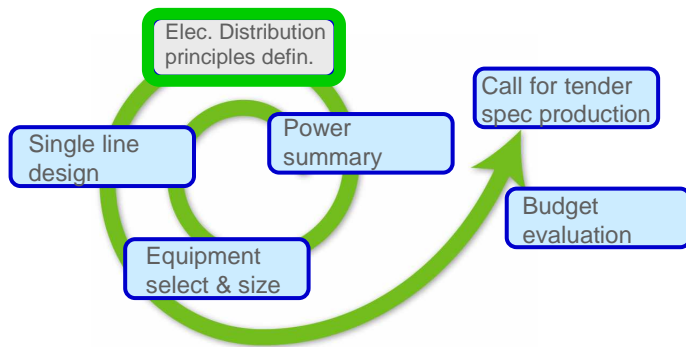 Elec. Distribution
principles defin.
Call for tender
spec production
Single line
design
Power
summary
Budget
evaluation
Equipment
select & size